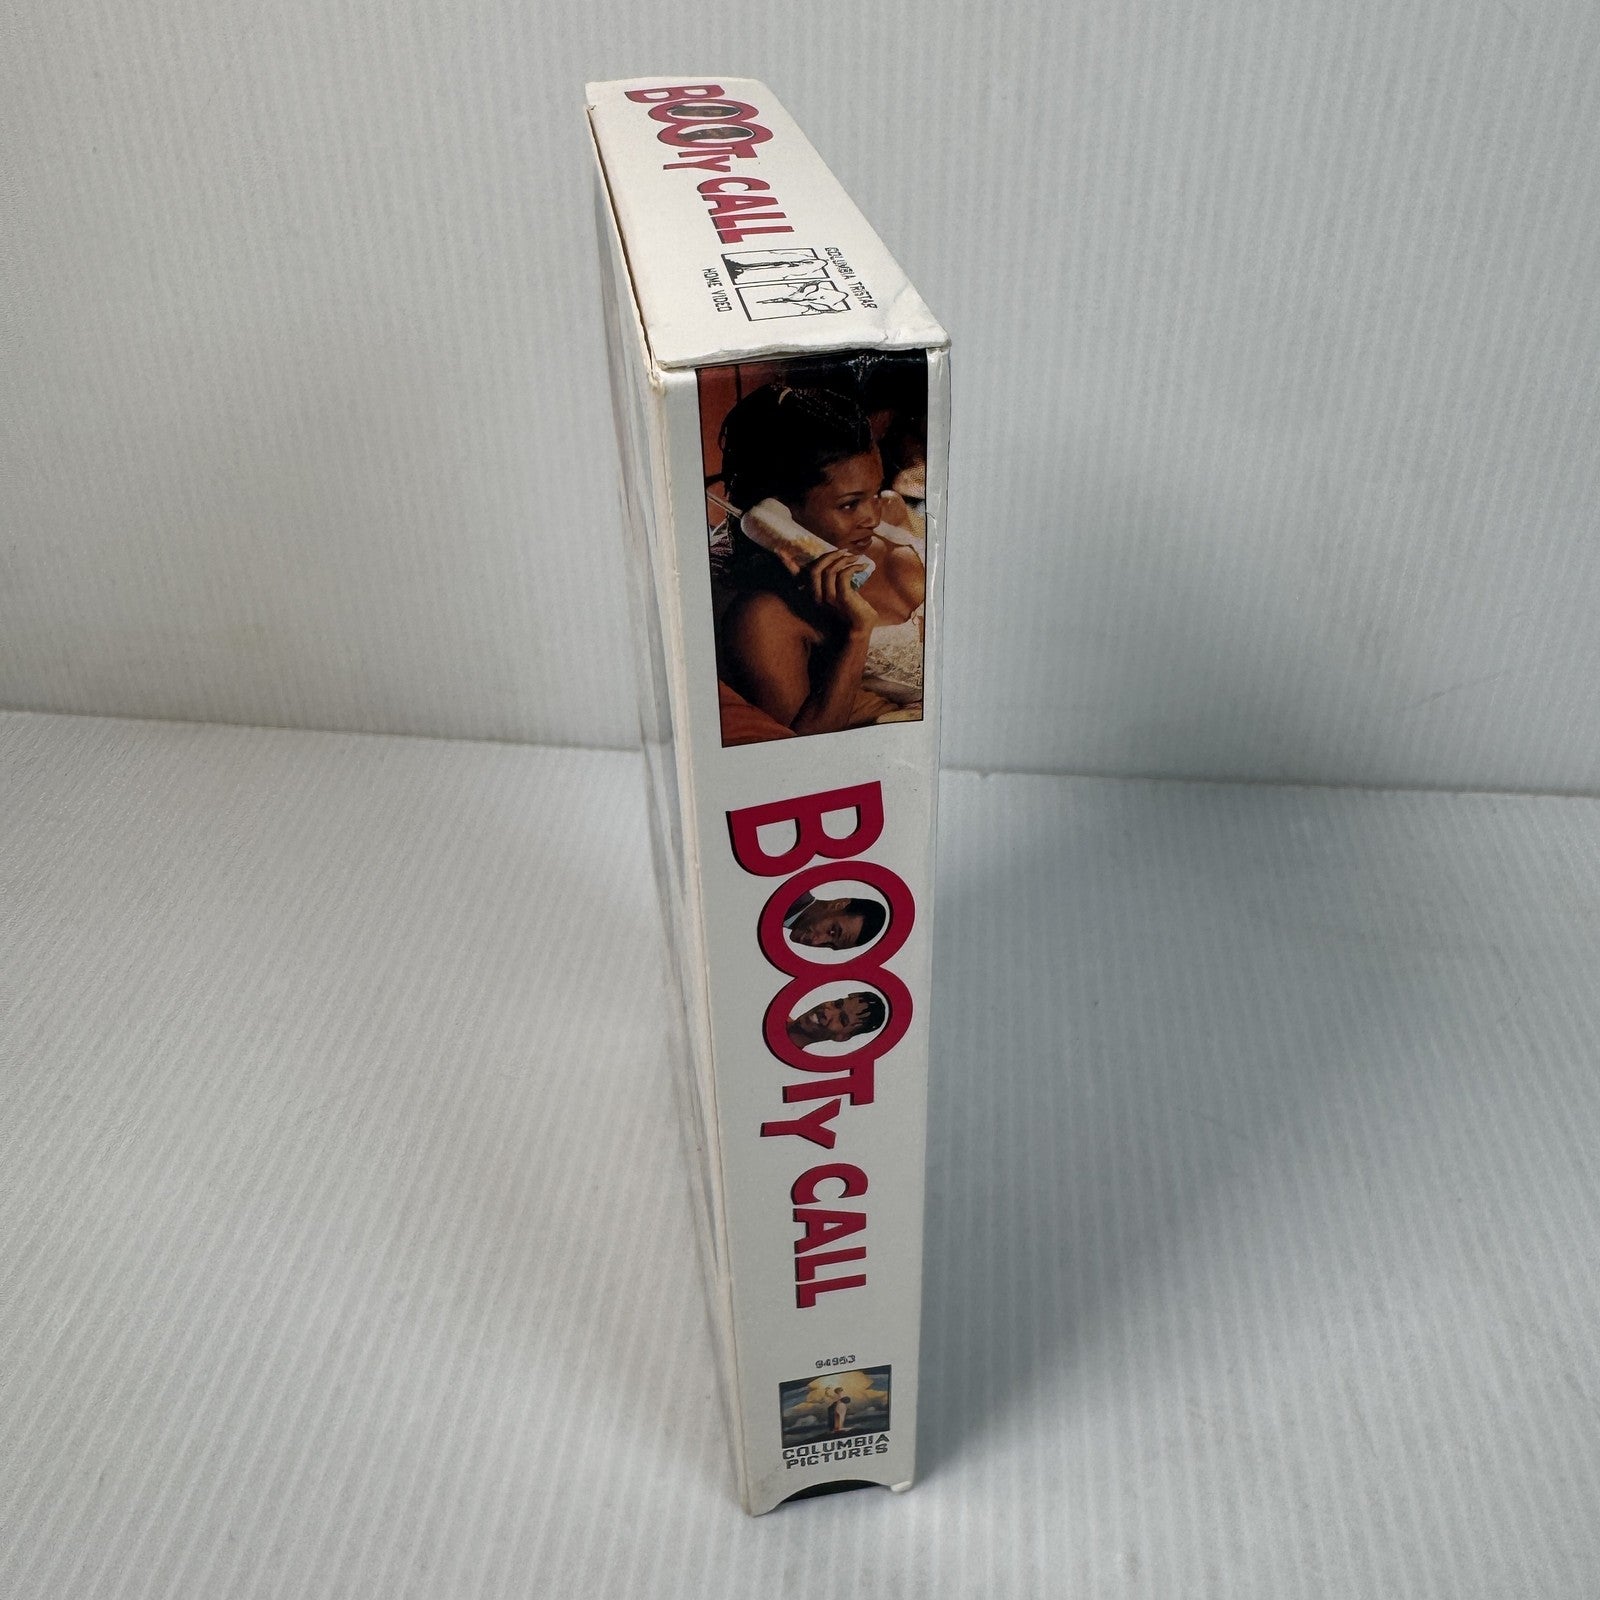 BOOTY CALL
COLUMBIA TRISTAR
HOME VIDEO
BOOTY CALL
94953
COLUMBIA
PICTURES